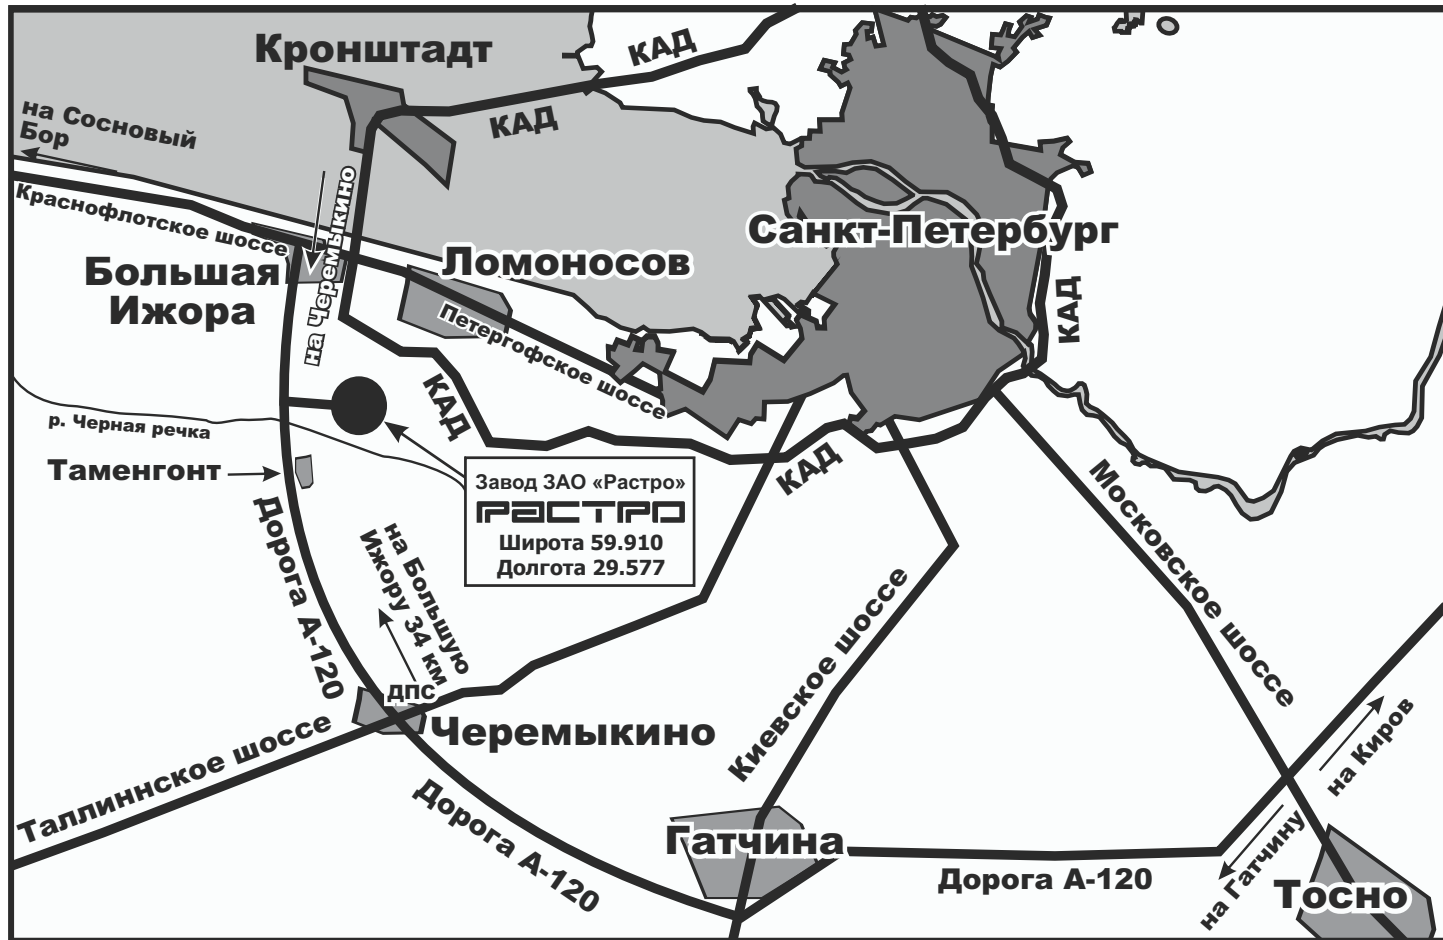 Кронштадт
КАД
КАД
на Сосновый
Бор
Краснофлотское шоссе
на Черемыкино
Санкт-Петербург
Ломоносов
Большая
Ижора
Петергофское шоссе
КАД
КАД
р. Черная речка
Таменгонт
Завод ЗАО «Растро»
РАСТРО
Широта 59.910
Долгота 29.577
КАД
Дорога А-120
на Большую
Ижору 34 км
ДПС
Московское шоссе
Киевское шоссе
Черемыкино
Таллиннское шоссе
Дорога А-120
на Киров
Гатчина
Дорога А-120
на Гатчину
Тосно